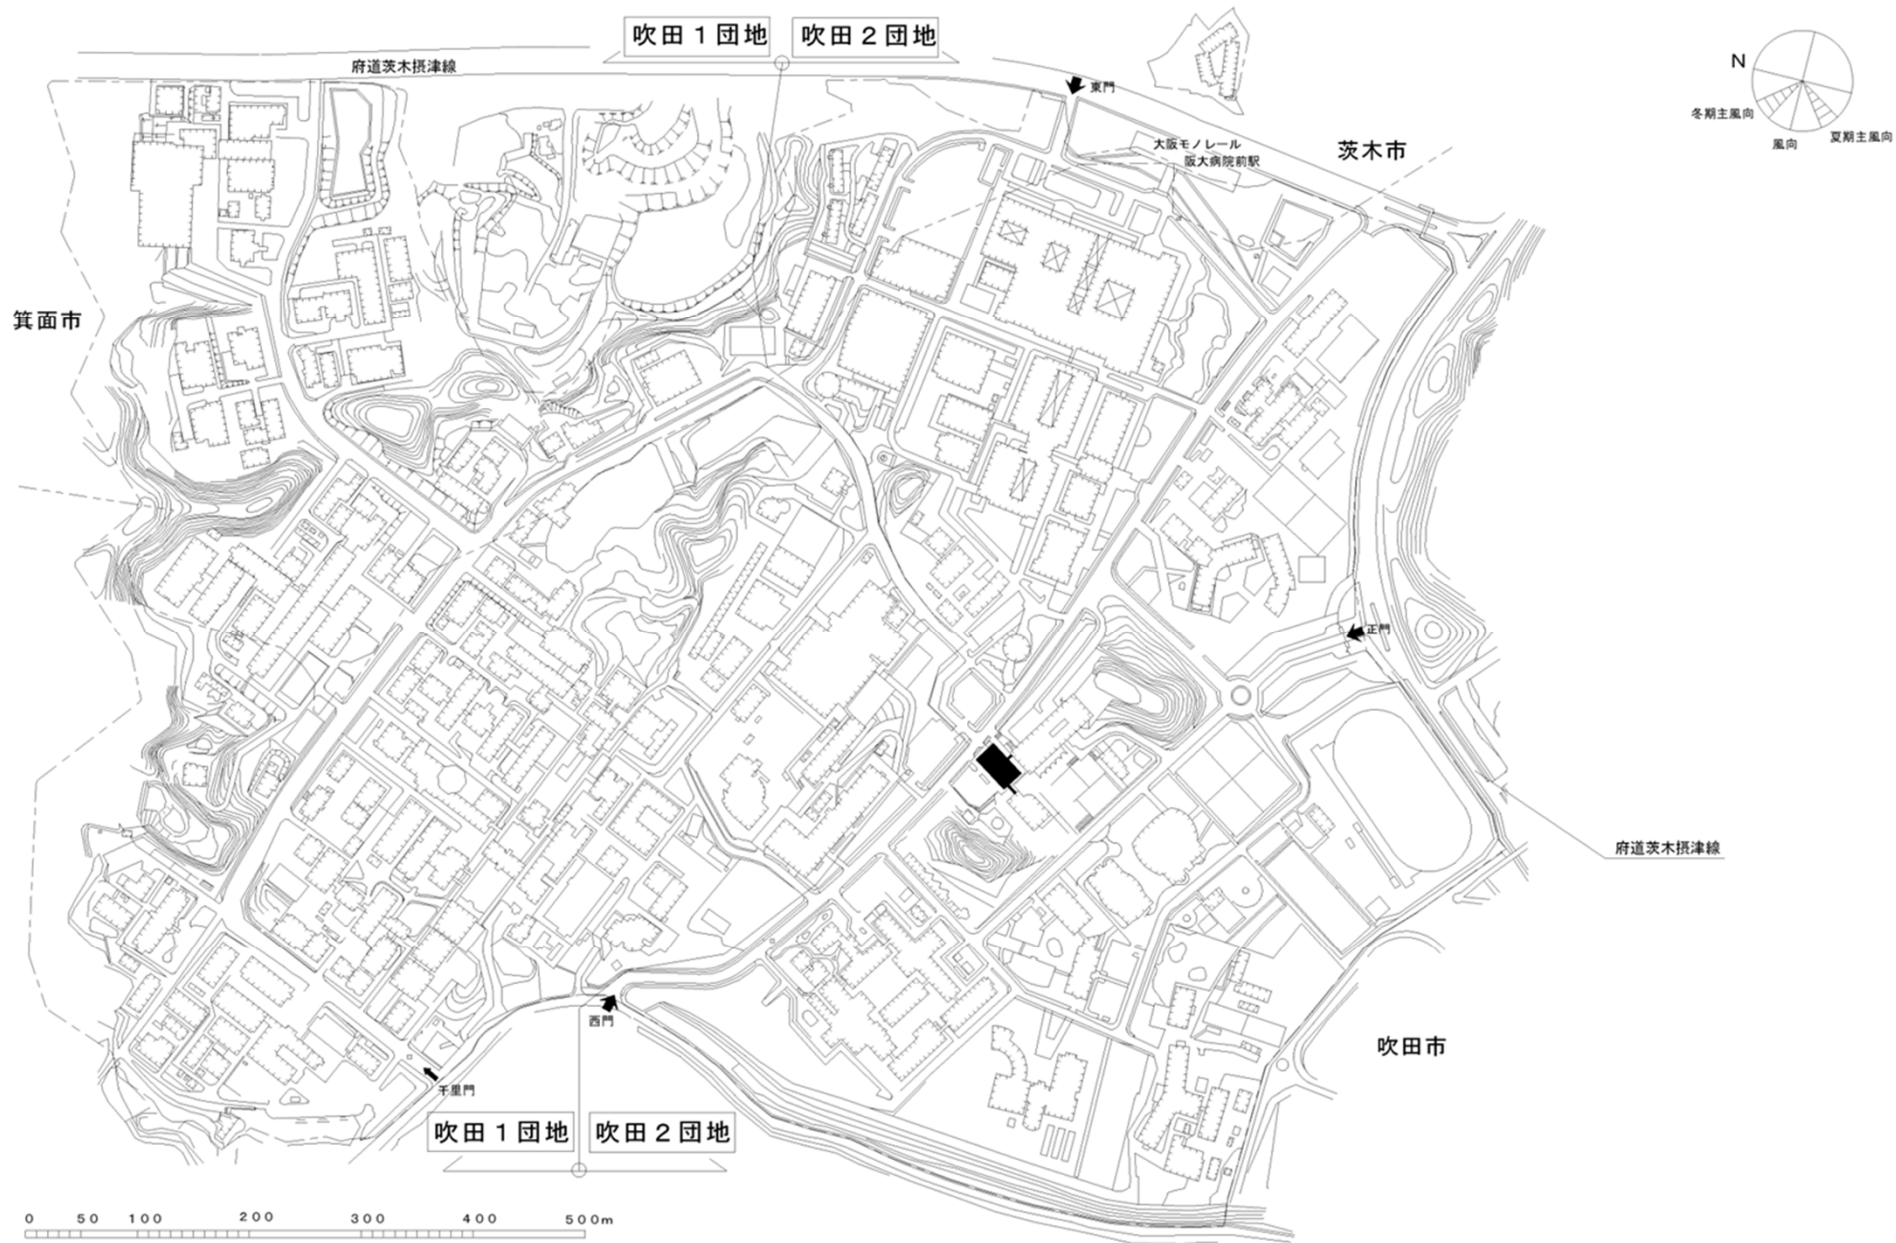 吹田１団地
吹田２団地
府道茨木摂津線
東門
N
冬期主風向
風向
夏期主風向
大阪モノレール
阪大病院前駅
茨木市
箕面市
正門
府道茨木摂津線
西門
吹田市
千里門
吹田１団地
吹田２団地
0 50 100 200 300 400 500m